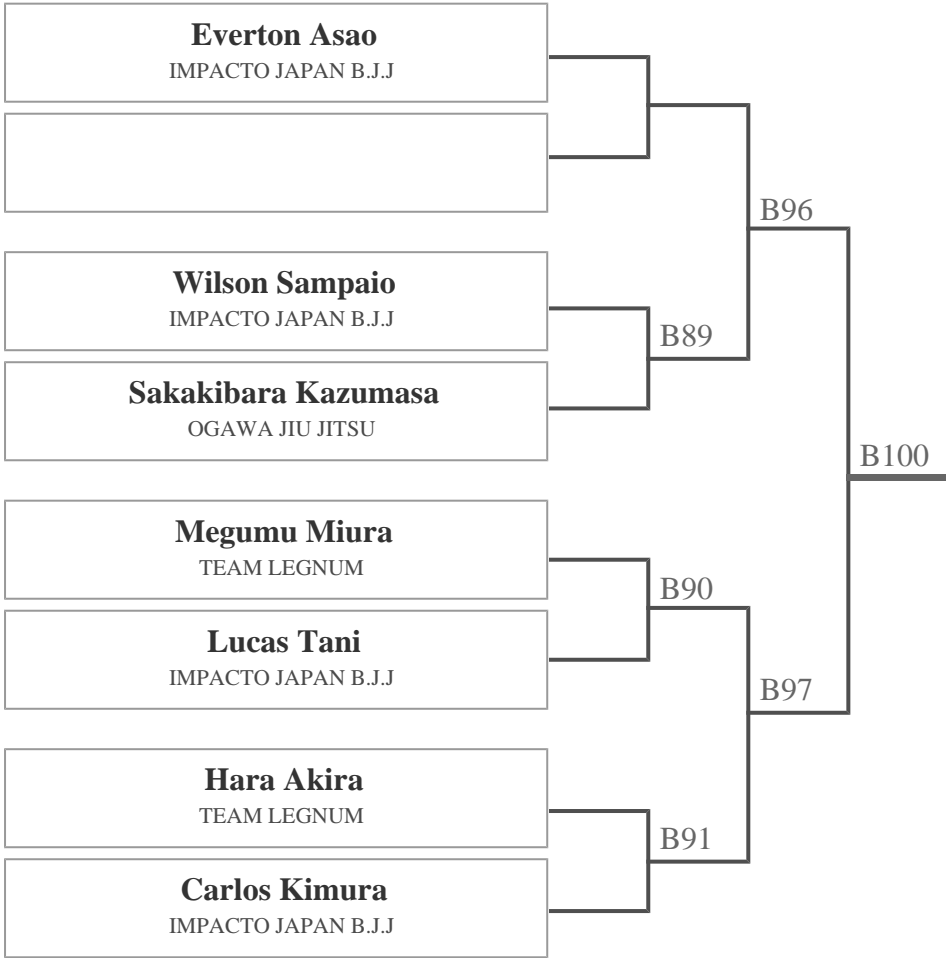 Everton Asao
IMPACTO JAPAN B.J.J
B96
Wilson Sampaio
IMPACTO JAPAN B.J.J
B89
Sakakibara Kazumasa
OGAWA JIU JITSU
B100
Megumu Miura
TEAM LEGNUM
B90
Lucas Tani
IMPACTO JAPAN B.J.J
B97
Hara Akira
TEAM LEGNUM
B91
Carlos Kimura
IMPACTO JAPAN B.J.J